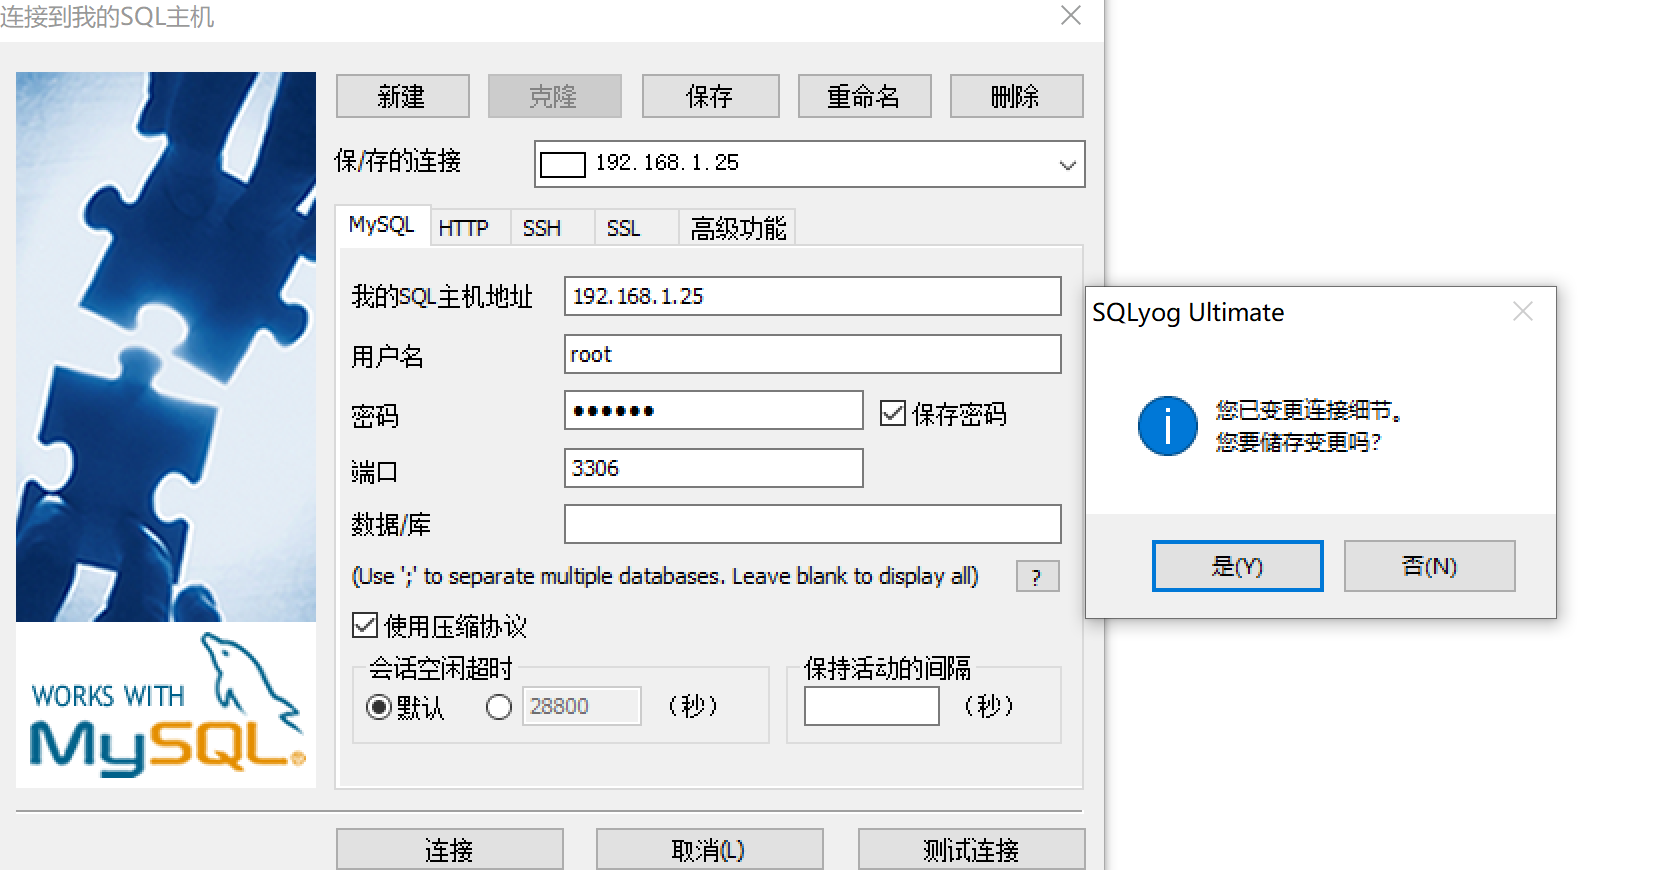 连接到我的SQL主机
新建 克隆 保存 重命名 删除
保/存的连接 192.168.1.25
MySQL HTTP SSH SSL 高级功能
我的SQL主机地址 192.168.1.25
用户名 root
密码 ●●●●●● 保存密码
端口 3306
数据/库
(Use ';' to separate multiple databases. Leave blank to display all) ?
使用压缩协议
会话空闲超时
默认 28800 (秒)
保持活动的间隔
(秒)
WORKS WITH
MySQL®
连接 取消(L) 测试连接
SQLyog Ultimate
您已变更连接细节。
您要储存变更吗?
是(Y) 否(N)